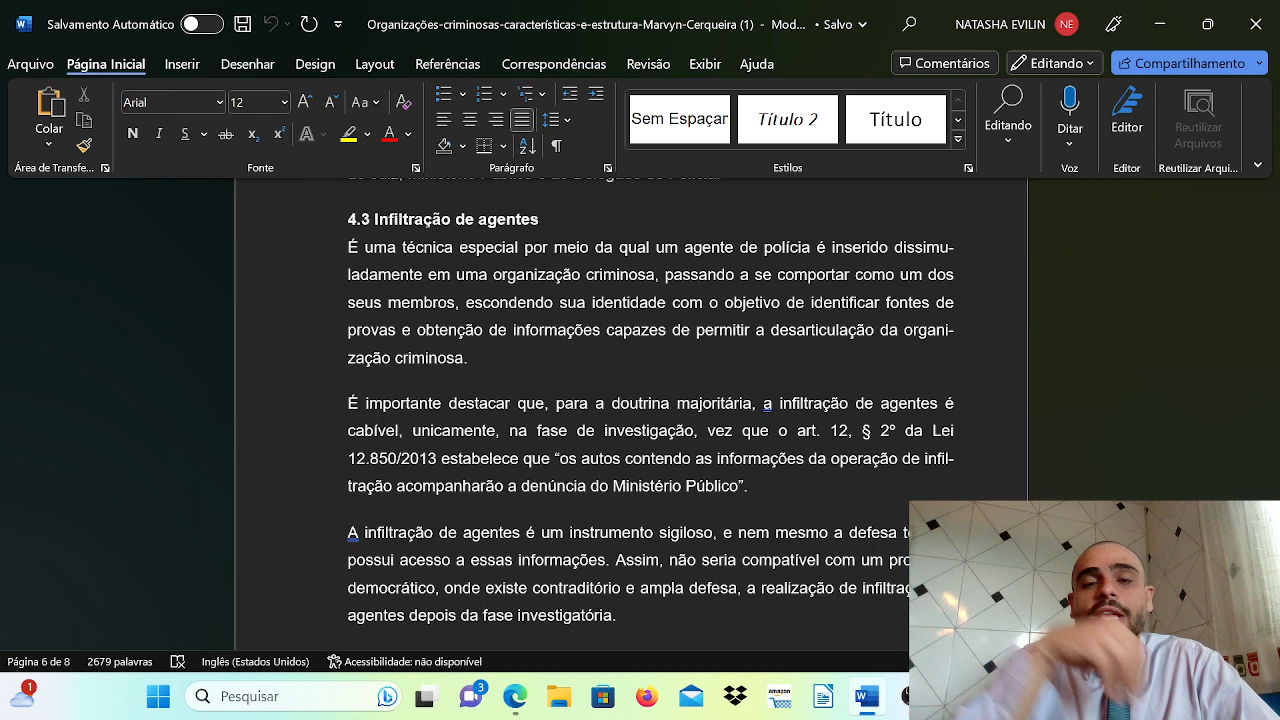 Salvamento Automático
Organizações-criminosas-características-e-estrutura-Marvyn-Cerqueira (1) - Mod... • Salvo
NATASHA EVILIN NE
Arquivo Página Inicial Inserir Desenhar Design Layout Referências Correspondências Revisão Exibir Ajuda
Comentários Editando Compartilhamento
Colar
Arial 12
Sem Espaçar Título 2 Título
Editando Ditar Editor Reutilizar Arquivos
Área de Transfe... Fonte Parágrafo Estilos Voz Editor Reutilizar Arqui...
4.3 Infiltração de agentes
É uma técnica especial por meio da qual um agente de polícia é inserido dissimu-
ladamente em uma organização criminosa, passando a se comportar como um dos
seus membros, escondendo sua identidade com o objetivo de identificar fontes de
provas e obtenção de informações capazes de permitir a desarticulação da organi-
zação criminosa.
É importante destacar que, para a doutrina majoritária, a infiltração de agentes é
cabível, unicamente, na fase de investigação, vez que o art. 12, § 2º da Lei
12.850/2013 estabelece que “os autos contendo as informações da operação de infil-
tração acompanharão a denúncia do Ministério Público”.
A infiltração de agentes é um instrumento sigiloso, e nem mesmo a defesa
possui acesso a essas informações. Assim, não seria compatível com um
democrático, onde existe contraditório e ampla defesa, a realização de
agentes depois da fase investigatória.
Página 6 de 8 2679 palavras Inglês (Estados Unidos) Acessibilidade: não disponível
1 Pesquisar 3 amazon